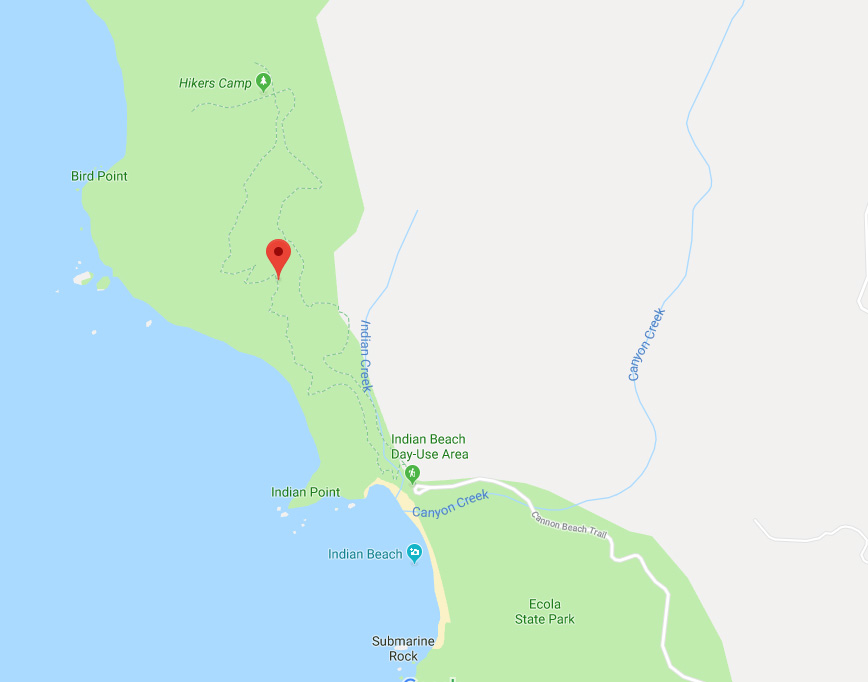 Hikers Camp
Bird Point
Indian Creek
Canyon Creek
Indian Beach
Day-Use Area
Indian Point
Canyon Creek
Cannon Beach Trail
Indian Beach
Ecola
State Park
Submarine
Rock